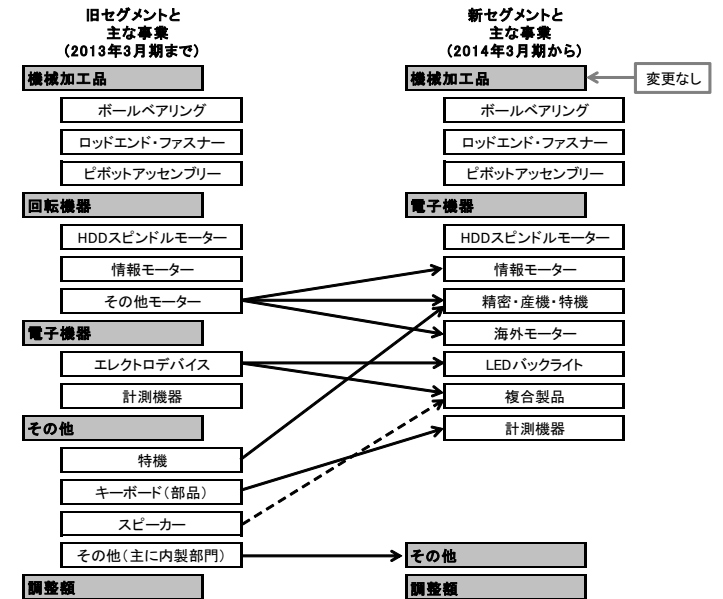 旧セグメントと
主な事業
(2013年3月期まで)
機械加工品
ボールベアリング
ロッドエンド・ファスナー
ピボットアッセンブリー
回転機器
HDDスピンドルモーター
情報モーター
その他モーター
電子機器
エレクトロデバイス
計測機器
その他
特機
キーボード(部品)
スピーカー
その他(主に内製部門)
調整額
新セグメントと
主な事業
(2014年3月期から)
機械加工品
変更なし
ボールベアリング
ロッドエンド・ファスナー
ピボットアッセンブリー
電子機器
HDDスピンドルモーター
情報モーター
精密・産機・特機
海外モーター
LEDバックライト
複合製品
計測機器
その他
調整額